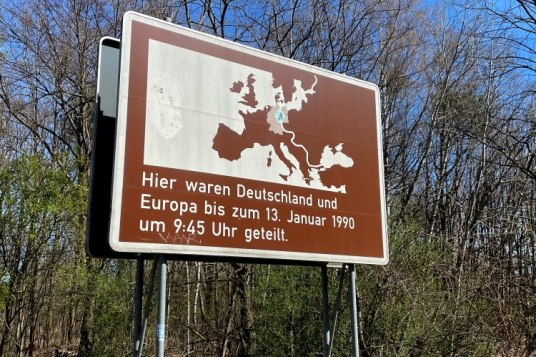 Hier waren Deutschland und
Europa bis zum 13. Januar 1990
um 9:45 Uhr geteilt.